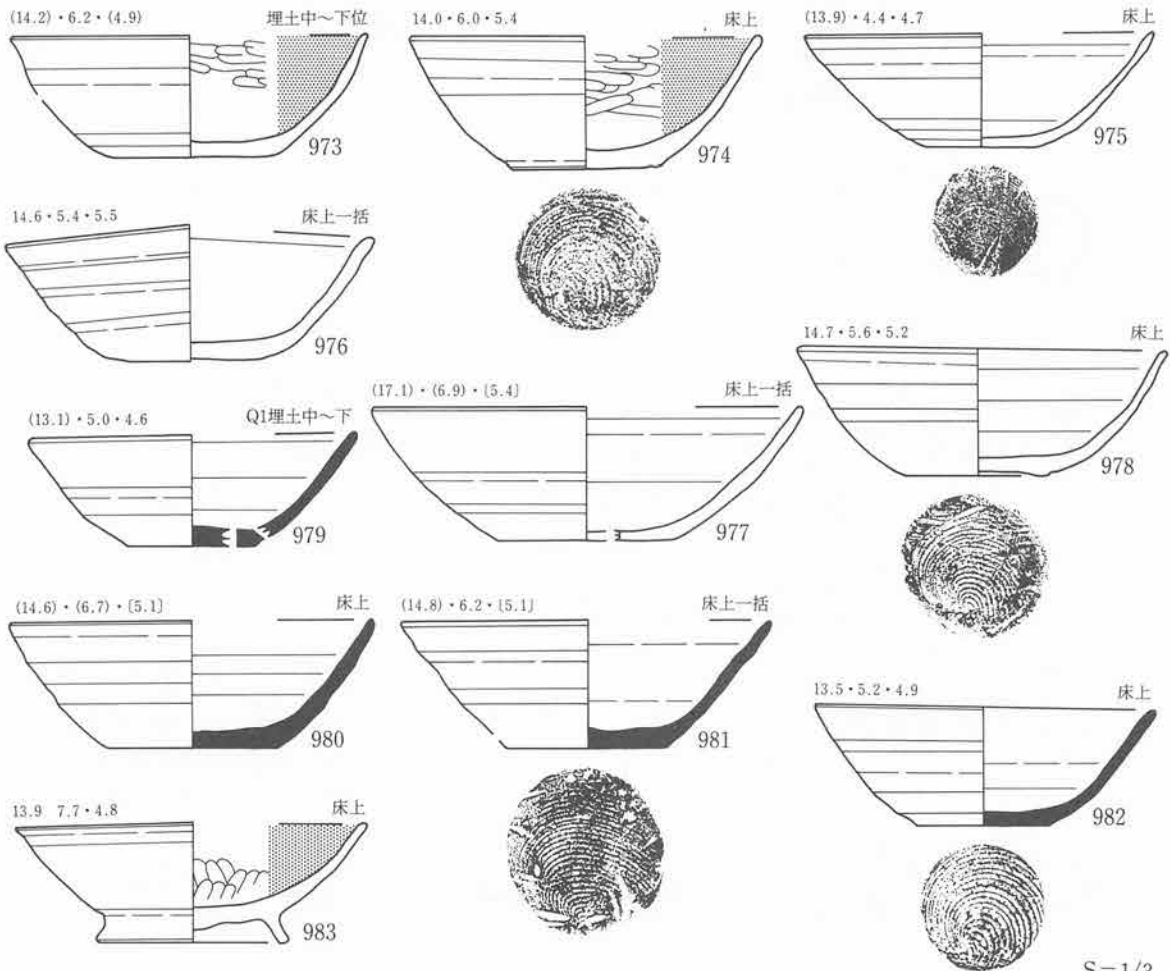 (14.2)・6.2・(4.9) 埋土中～下位
973
14.0・6.0・5.4 床上
974
(13.9)・4.4・4.7 床上
975
14.6・5.4・5.5 床上一括
976
(17.1)・(6.9)・[5.4] 床上一括
977
14.7・5.6・5.2 床上
978
(13.1)・5.0・4.6 Q1埋土中～下
979
(14.6)・(6.7)・[5.1] 床上
980
(14.8)・6.2・[5.1] 床上一括
981
13.5・5.2・4.9 床上
982
13.9 7.7・4.8 床上
983